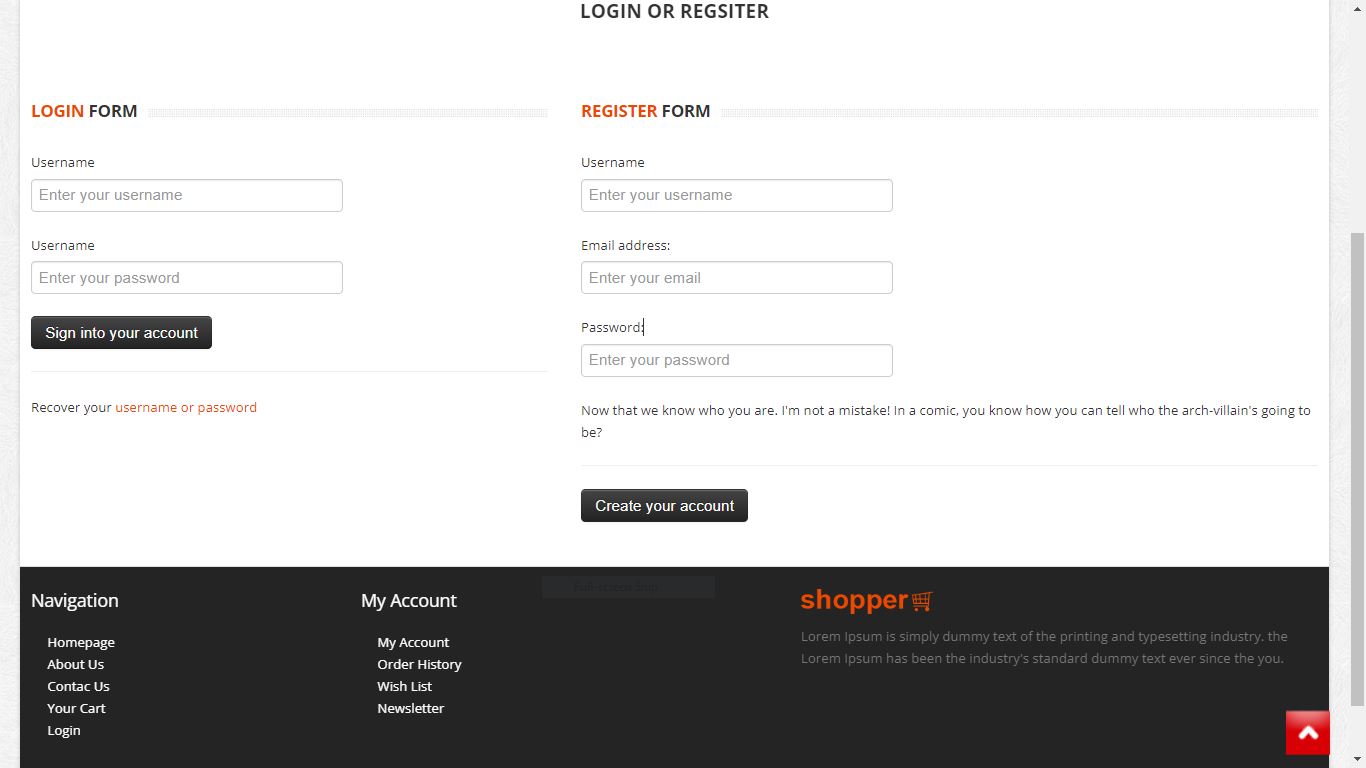 LOGIN OR REGSITER
LOGIN FORM
Username
Enter your username
Username
Enter your password
Sign into your account
Recover your username or password
REGISTER FORM
Username
Enter your username
Email address:
Enter your email
Password:
Enter your password
Now that we know who you are. I'm not a mistake! In a comic, you know how you can tell who the arch-villain's going to
be?
Create your account
Navigation
Homepage
About Us
Contac Us
Your Cart
Login
My Account
My Account
Order History
Wish List
Newsletter
Full-screen Snip
shopper
Lorem Ipsum is simply dummy text of the printing and typesetting industry. the
Lorem Ipsum has been the industry's standard dummy text ever since the you.